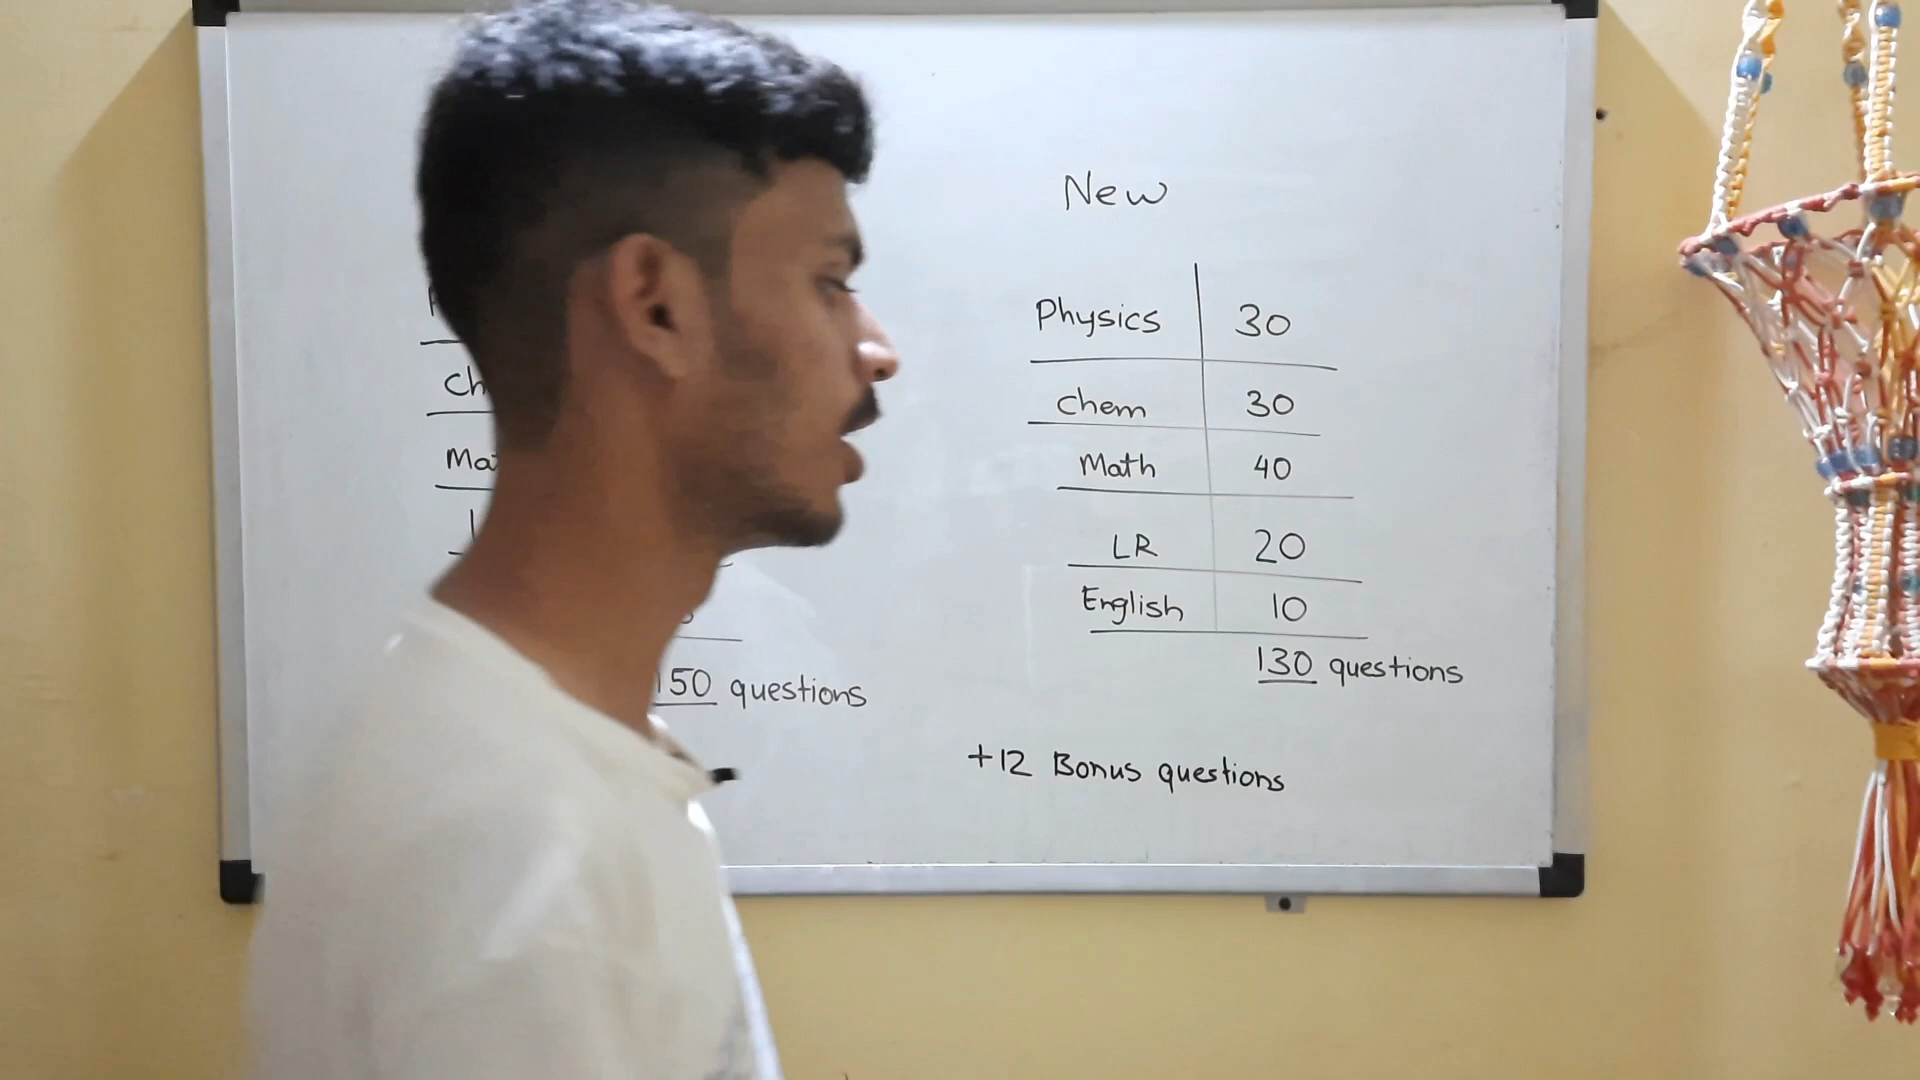 New
Physics 30
Chem 30
Math 40
LR 20
English 10
130 questions
+12 Bonus questions
150 questions